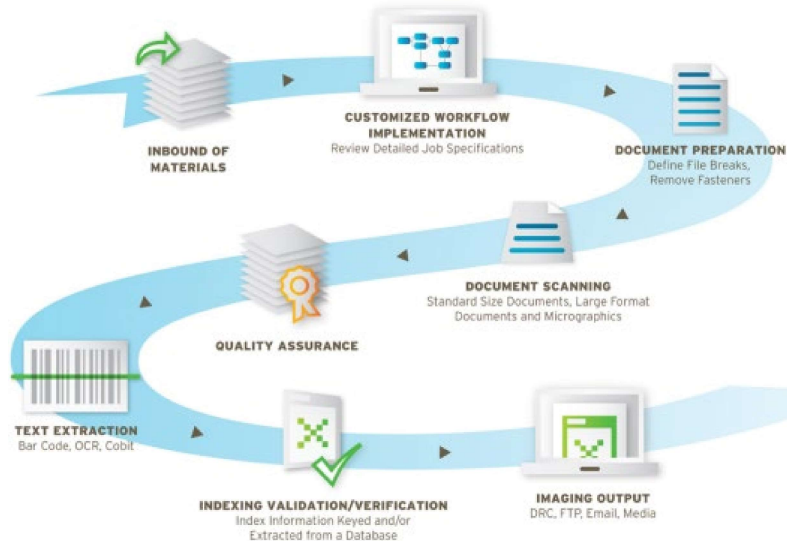 INBOUND OF
MATERIALS
CUSTOMIZED WORKFLOW
IMPLEMENTATION
Review Detailed Job Specifications
DOCUMENT PREPARATION
Define File Breaks,
Remove Fasteners
DOCUMENT SCANNING
Standard Size Documents, Large Format
Documents and Micrographics
QUALITY ASSURANCE
TEXT EXTRACTION
Bar Code, OCR, Cobit
INDEXING VALIDATION/VERIFICATION
Index Information Keyed and/or
Extracted from a Database
IMAGING OUTPUT
DRC, FTP, Email, Media